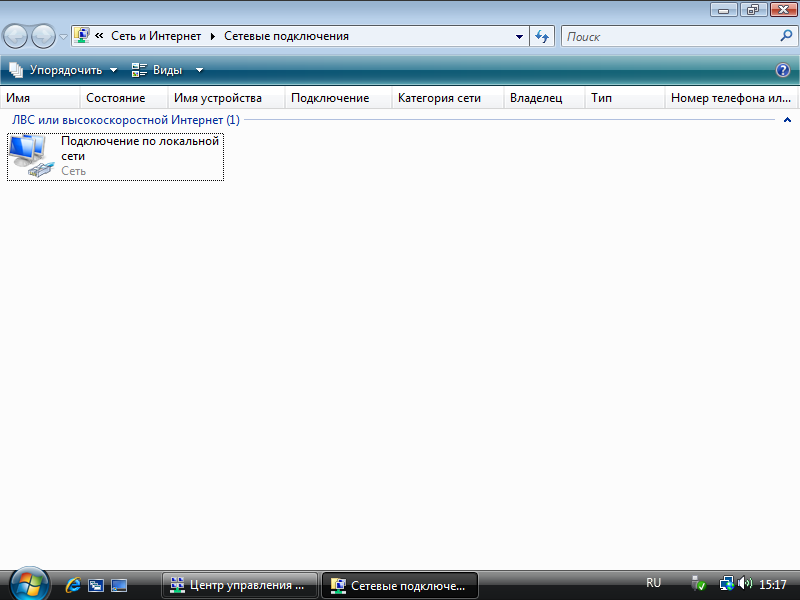 « Сеть и Интернет Сетевые подключения
Поиск
Упорядочить Виды
Имя Состояние Имя устройства Подключение Категория сети Владелец Тип Номер телефона ил...
ЛВС или высокоскоростной Интернет (1)
Подключение по локальной
сети
Сеть
Центр управления ... Сетевые подключе... RU 15:17